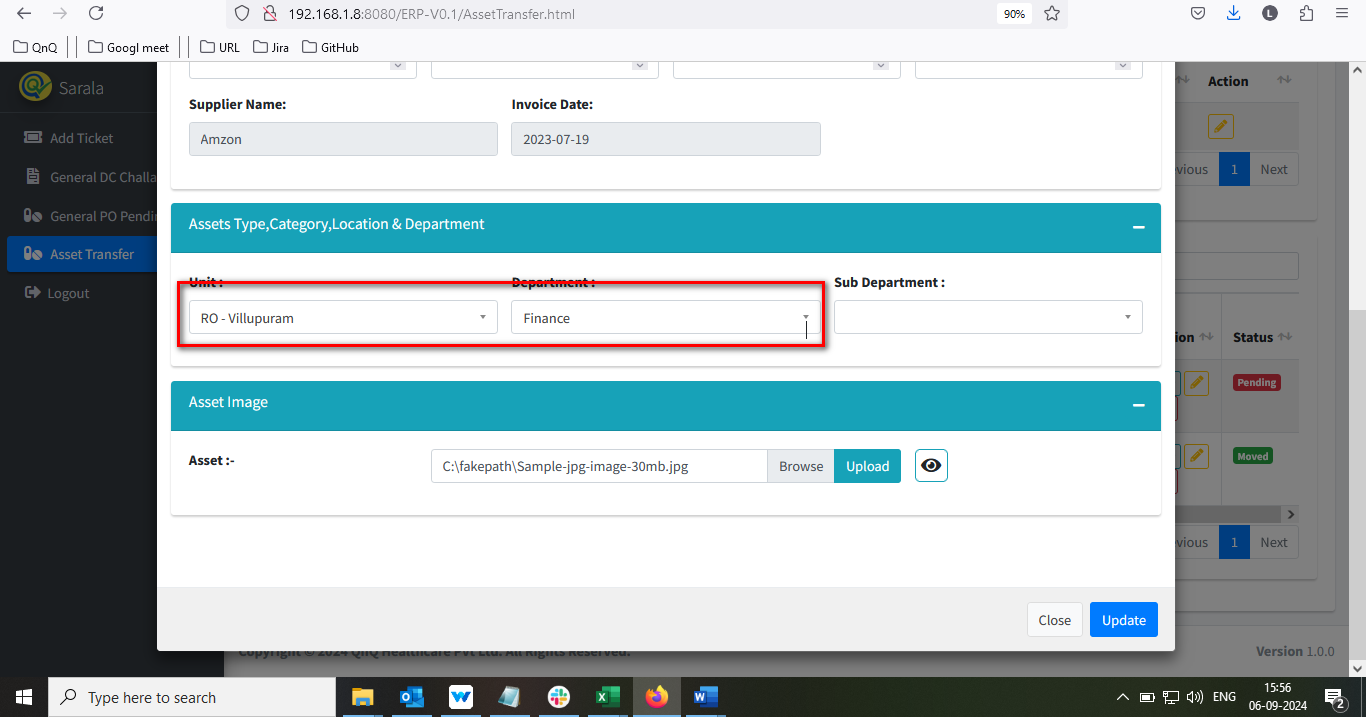 192.168.1.8:8080/ERP-V0.1/AssetTransfer.html
90%
L
QnQ
Googl meet
URL
Jira
GitHub
Sarala
Add Ticket
General DC Challa
General PO Pendin
Asset Transfer
Logout
Supplier Name:
Invoice Date:
Amzon
2023-07-19
Assets Type,Category,Location & Department
Unit :
Department :
Sub Department :
RO - Villupuram
Finance
Asset Image
Asset :-
C:\fakepath\Sample-jpg-image-30mb.jpg
Browse
Upload
Close
Update
Action
vious
1
Next
ion
Status
Pending
Moved
vious
1
Next
Copyright © 2024 QnQ Healthcare Pvt Ltd. All Rights Reserved.
Version 1.0.0
Type here to search
ENG
15:56
06-09-2024
2